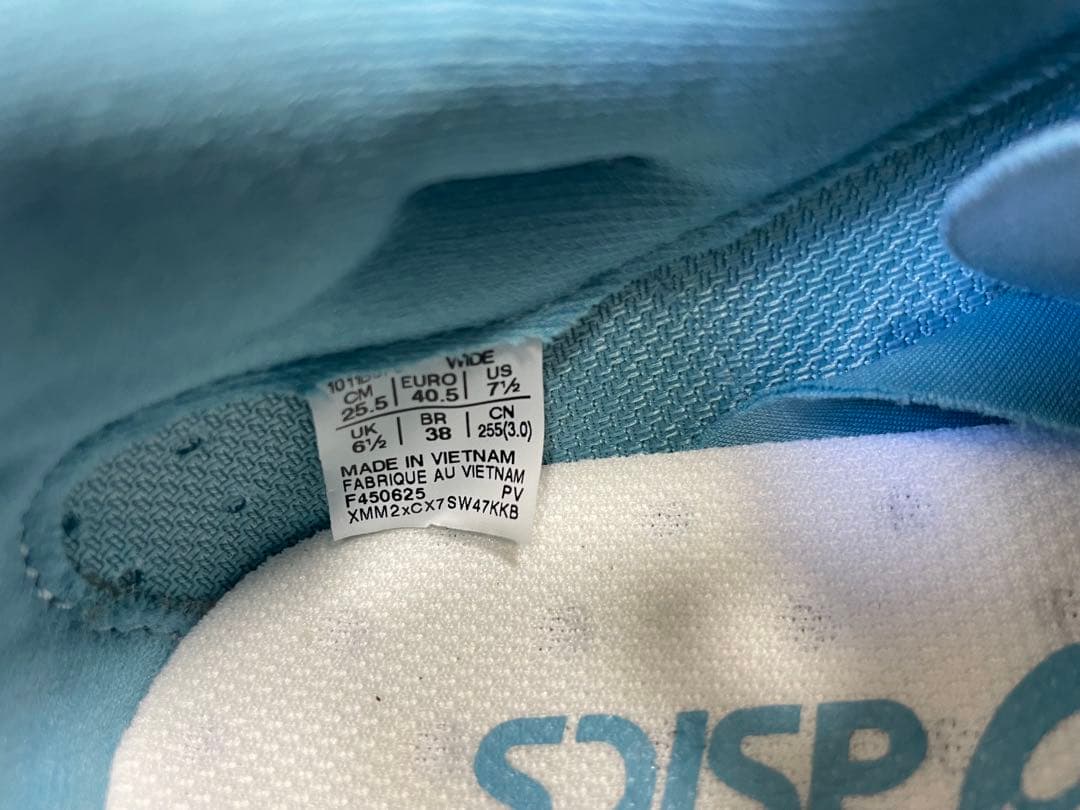 WIDE
CM 25.5 | EURO 40.5 | US 7½
UK 6½ | BR 38 | CN 255(3.0)
MADE IN VIETNAM
FABRIQUE AU VIETNAM
F450625 PV
XMM2xCX7SW47KKB